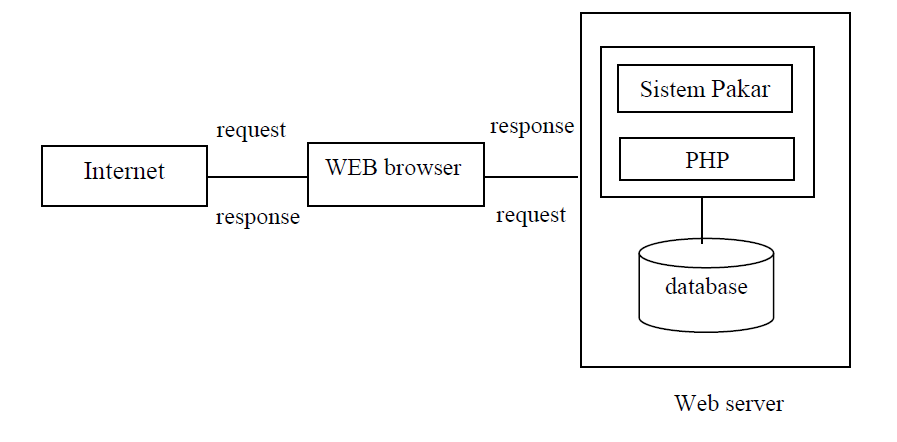 Internet
request
response
WEB browser
response
request
Sistem Pakar
PHP
database
Web server